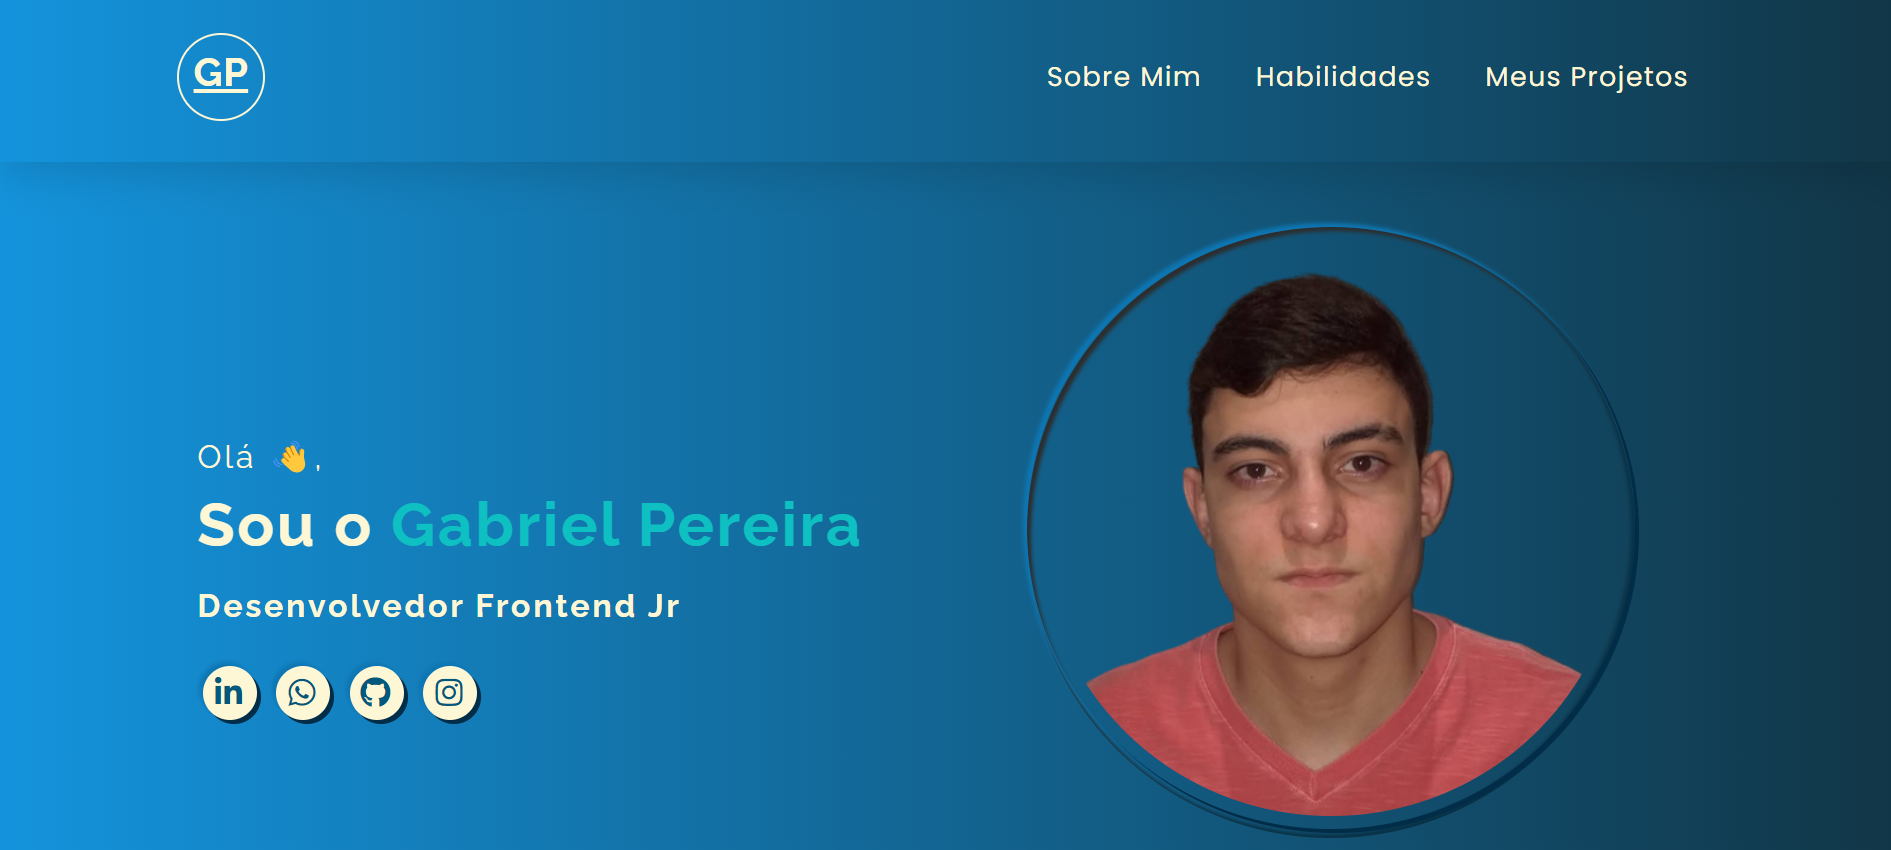 GP
Sobre Mim Habilidades Meus Projetos
Olá 👋,
Sou o Gabriel Pereira
Desenvolvedor Frontend Jr
in